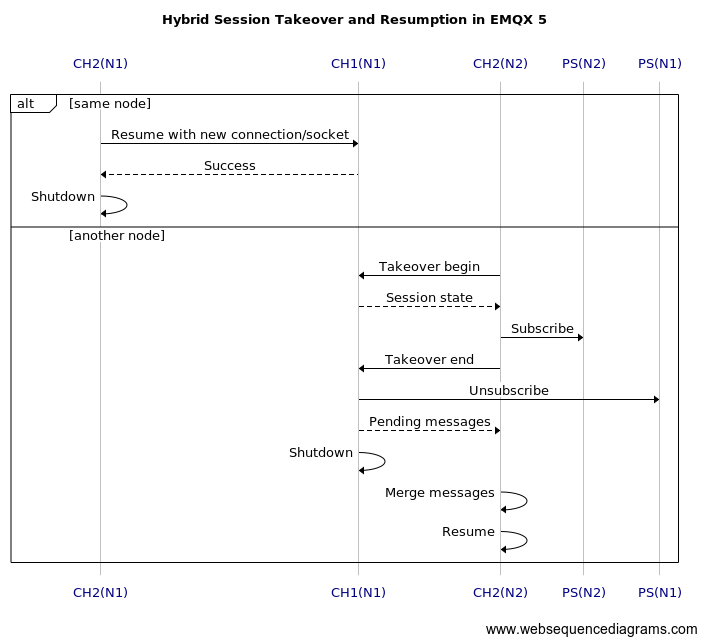 Hybrid Session Takeover and Resumption in EMQX 5
CH2(N1) CH1(N1) CH2(N2) PS(N2) PS(N1)
alt [same node]
Resume with new connection/socket
Success
Shutdown
[another node]
Takeover begin
Session state
Subscribe
Takeover end
Unsubscribe
Pending messages
Shutdown
Merge messages
Resume
CH2(N1) CH1(N1) CH2(N2) PS(N2) PS(N1)
www.websequencediagrams.com